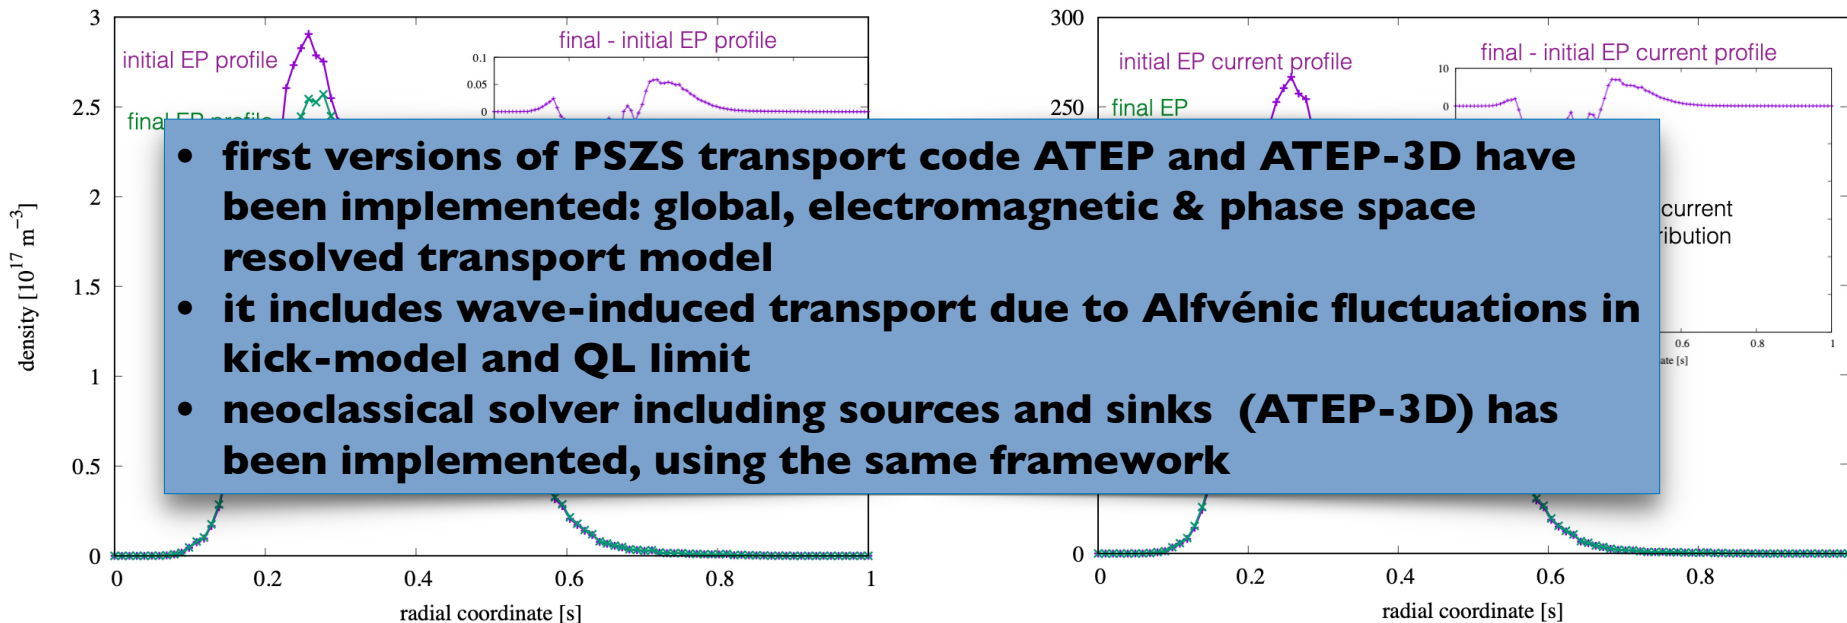 3
300
initial EP profile
final - initial EP profile
0.1
0.05
0
initial EP current profile
final - initial EP current profile
10
0
2.5
final EP profile
250
final EP
• first versions of PSZS transport code ATEP and ATEP-3D have
been implemented: global, electromagnetic & phase space
resolved transport model
• it includes wave-induced transport due to Alfvénic fluctuations in
kick-model and QL limit
• neoclassical solver including sources and sinks (ATEP-3D) has
been implemented, using the same framework
density [10^17 m^−3]
2
1.5
1
0.5
0
current
0.6 0.8 1
0 0.2 0.4 0.6 0.8 1
radial coordinate [s]
0
0 0.2 0.4 0.6 0.8
radial coordinate [s]